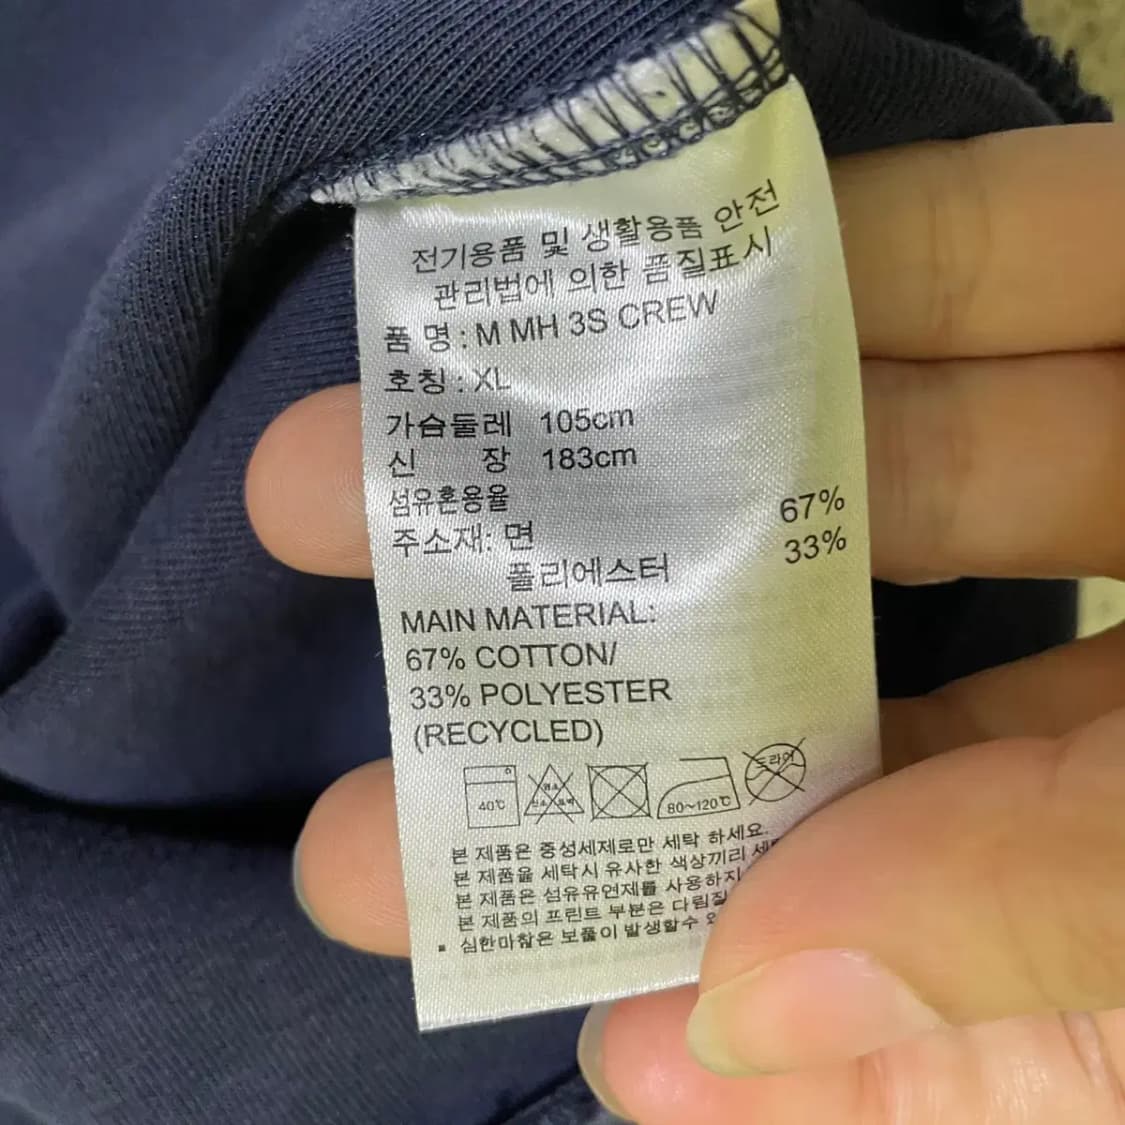 전기용품 및 생활용품 안전
관리법에 의한 품질표시
품 명 : M MH 3S CREW
호칭 : XL
가슴둘레 105cm
신 장 183cm
섬유혼용율
주소재: 면 67%
폴리에스터 33%
MAIN MATERIAL:
67% COTTON/
33% POLYESTER
(RECYCLED)
40℃
80~120℃
드라이
본 제품은 중성세제로만 세탁 하세요.
본 제품을 세탁시 유사한 색상끼리
본 제품은 섬유유연제를 사용하지
본 제품의 프린트 부분은 다림질
▪ 심한마찰은 보풀이 발생할수